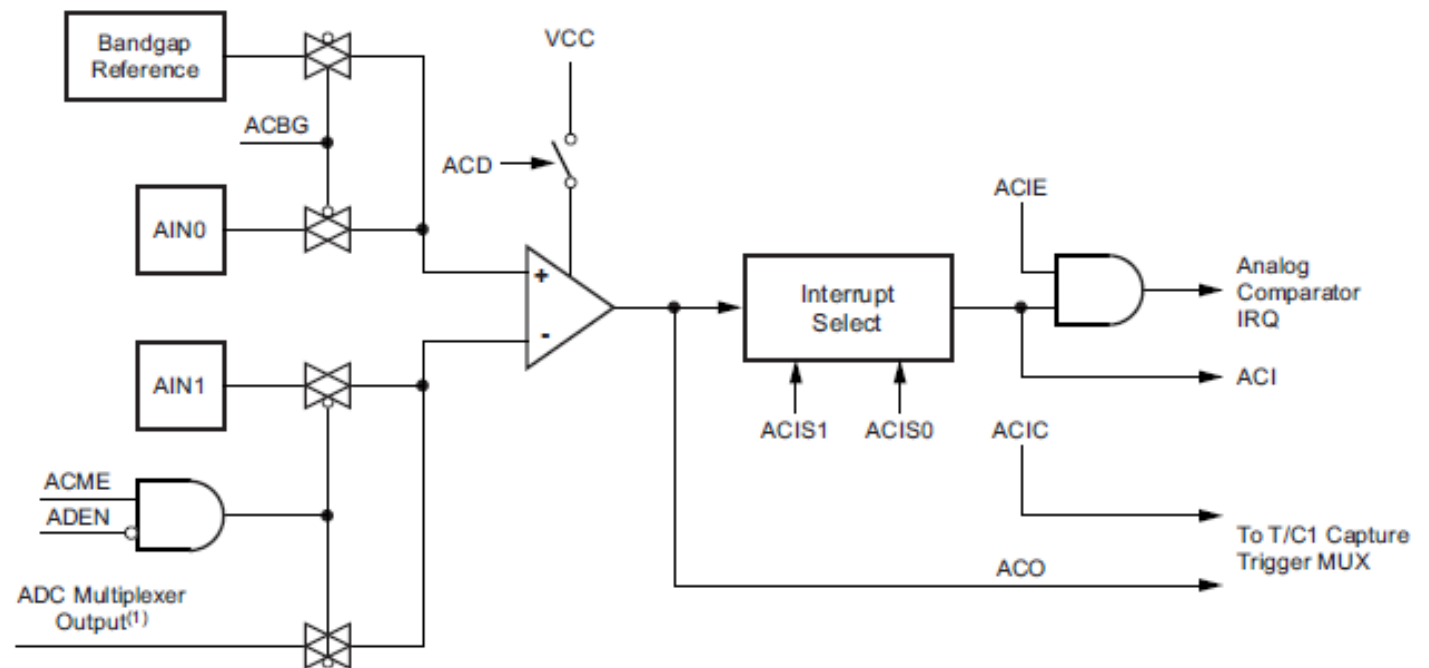 Bandgap
Reference
VCC
ACBG
ACD
ACIE
AIN0
+
-
Interrupt
Select
Analog
Comparator
IRQ
AIN1
ACI
ACIS1
ACIS0
ACIC
ACME
ADEN
To T/C1 Capture
Trigger MUX
ACO
ADC Multiplexer
Output(1)